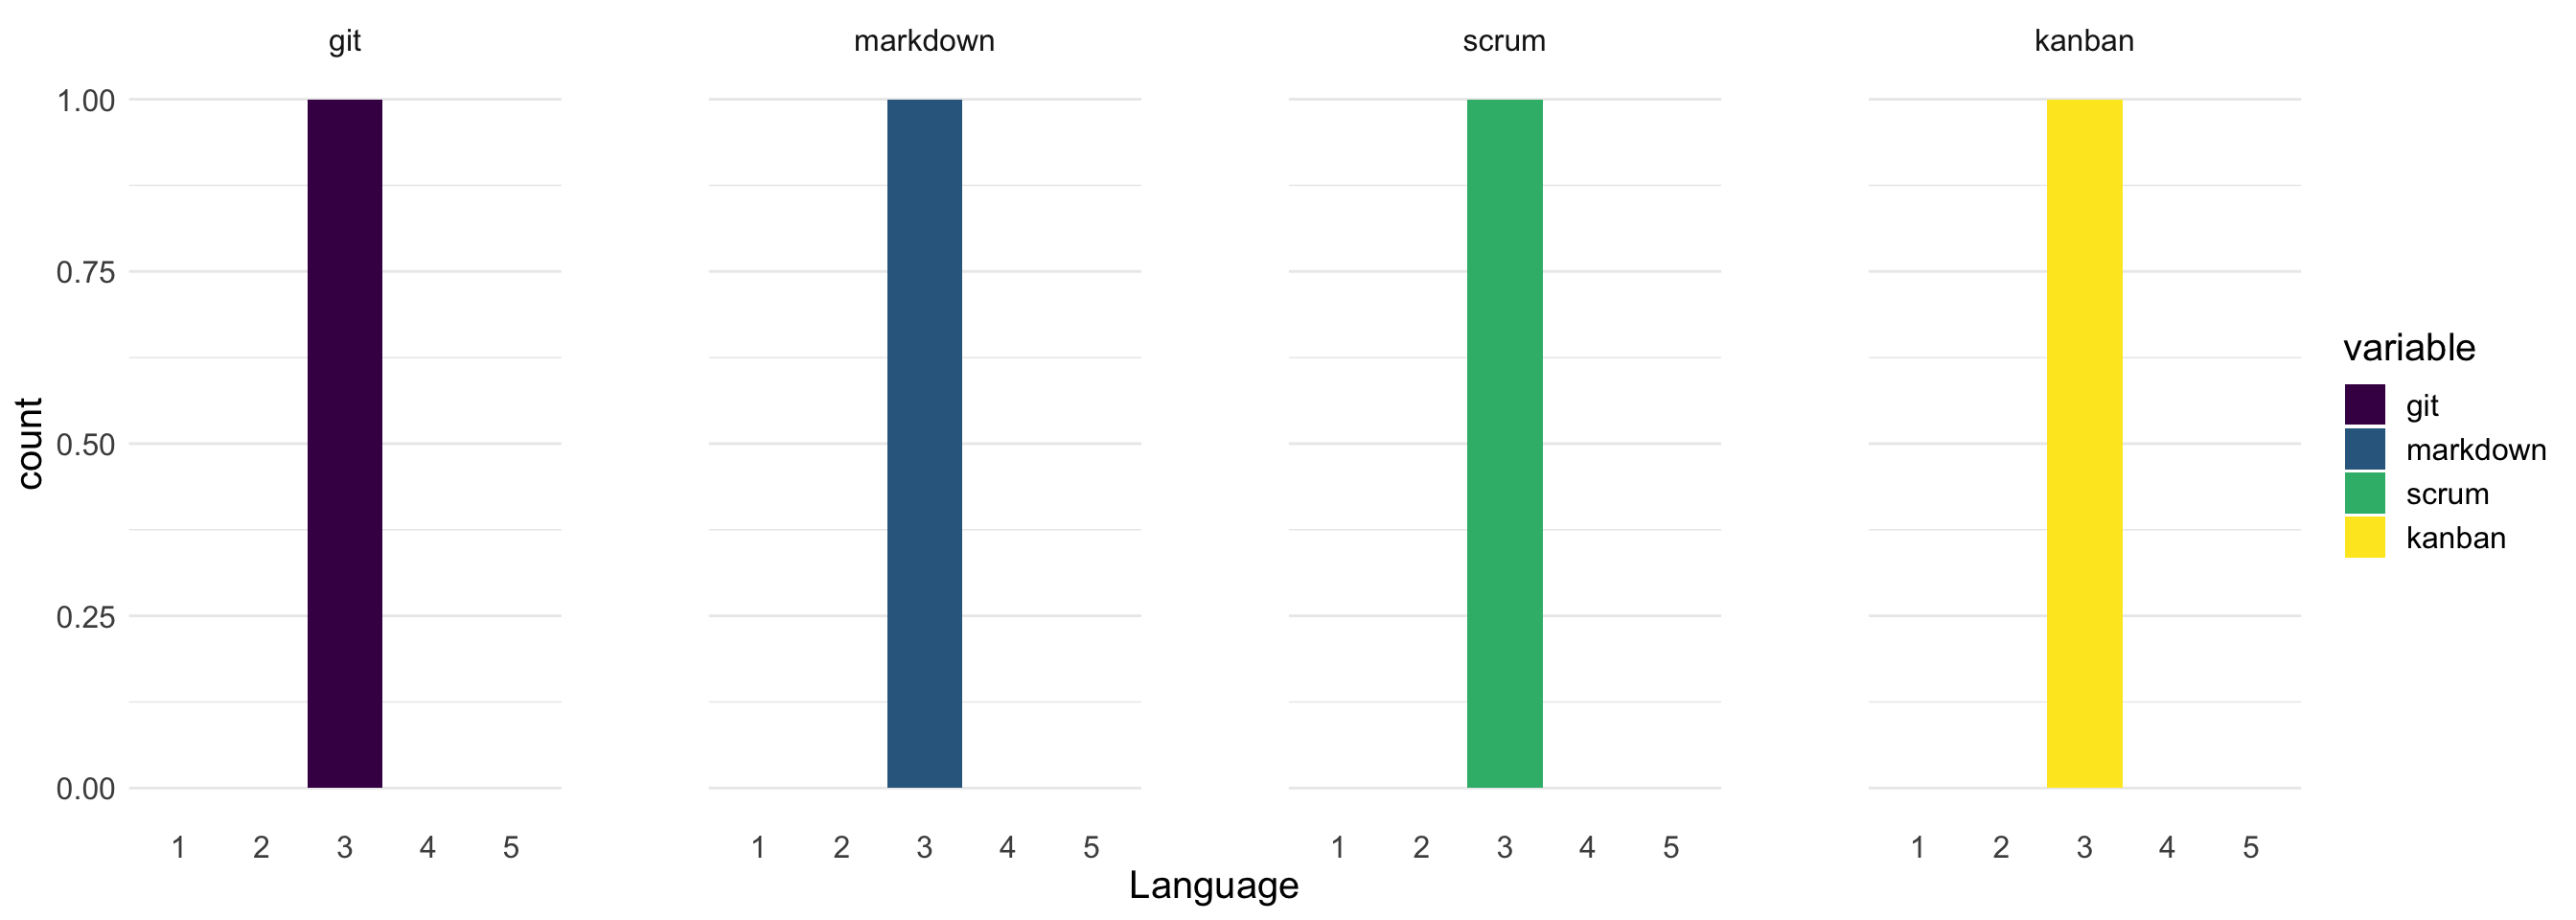 git markdown scrum kanban
1.00
0.75
0.50
0.25
0.00
count
1 2 3 4 5 1 2 3 4 5 1 2 3 4 5 1 2 3 4 5
Language
variable
git
markdown
scrum
kanban